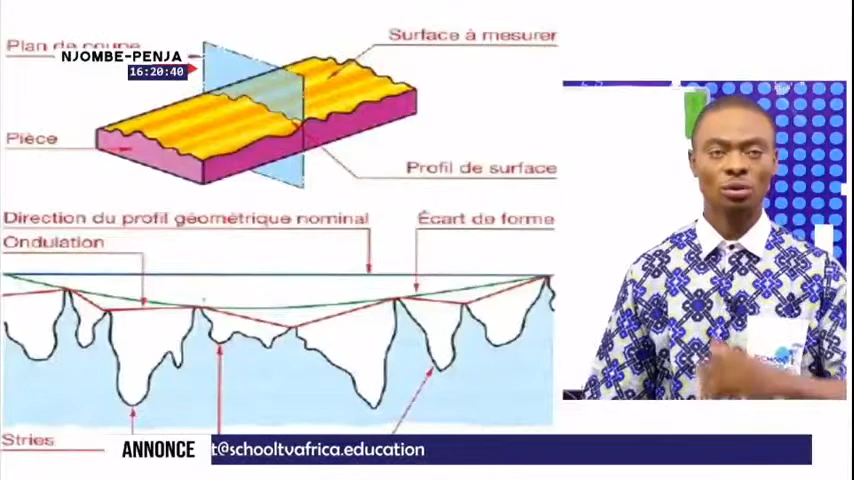 Plan de coupe
NJOMBE-PENJA
16:20:40
Surface à mesurer
Pièce
Profil de surface
Direction du profil géométrique nominal
Écart de forme
Ondulation
Stries
ANNONCE
t@schooltvafrica.education
SCHOOL